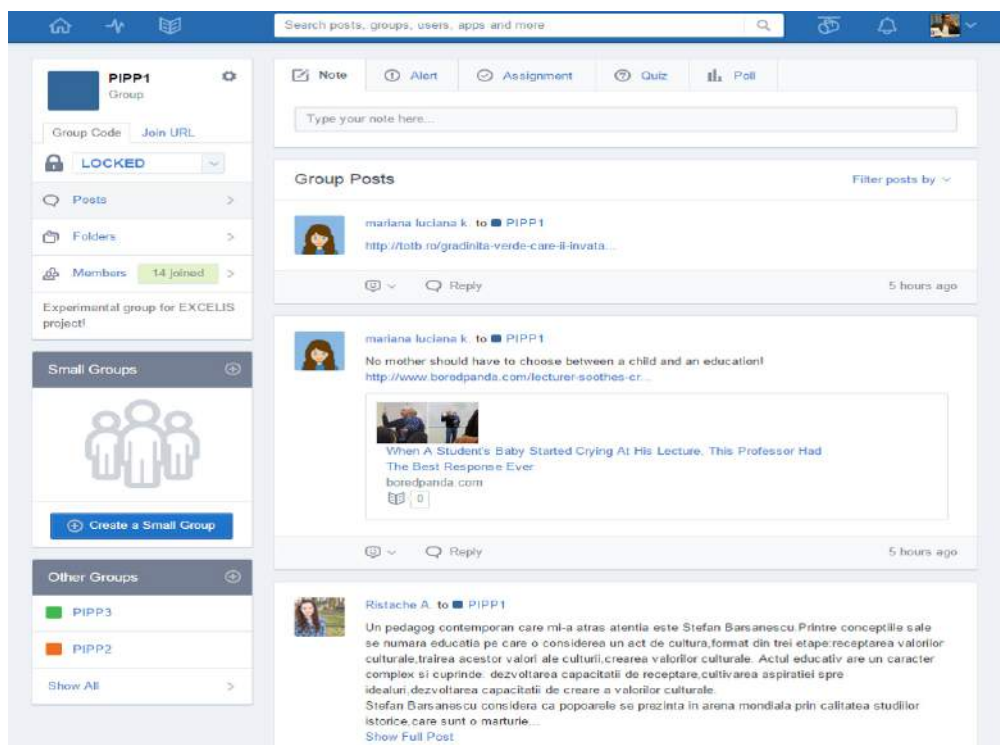 Search posts, groups, users, apps and more
PIPP1
Group
Group Code Join URL
LOCKED
Posts
Folders
Members 14 joined
Experimental group for EXCELIS
project!
Small Groups
Create a Small Group
Other Groups
PIPP3
PIPP2
Show All
Note Alert Assignment Quiz Poll
Type your note here...
Group Posts Filter posts by
mariana luciana k. to PIPP1
http://totb.ro/gradinita-verde-care-ii-invata...
Reply 5 hours ago
mariana luciana k. to PIPP1
No mother should have to choose between a child and an education!
http://www.boredpanda.com/lecturer-soothes-cr...
When A Student's Baby Started Crying At His Lecture, This Professor Had
The Best Response Ever
boredpanda.com
0
Reply 5 hours ago
Ristache A. to PIPP1
Un pedagog contemporan care mi-a atras atentia este Stefan Barsanescu.Printre conceptiile sale
se numara educatia pe care o considerea un act de cultura,format din trei etape:receptarea valorilor
culturale,trairea acestor valori ale culturii,crearea valorilor culturale. Actul educativ are un caracter
complex si cuprinde: dezvoltarea capacitatii de receptare,cultivarea aspiratiei spre
idealuri,dezvoltarea capacitatii de creare a valorilor culturale.
Stefan Barsanescu considera ca popoarele se prezinta in arena mondiala prin calitatea studiilor
istorice,care sunt o marturie...
Show Full Post